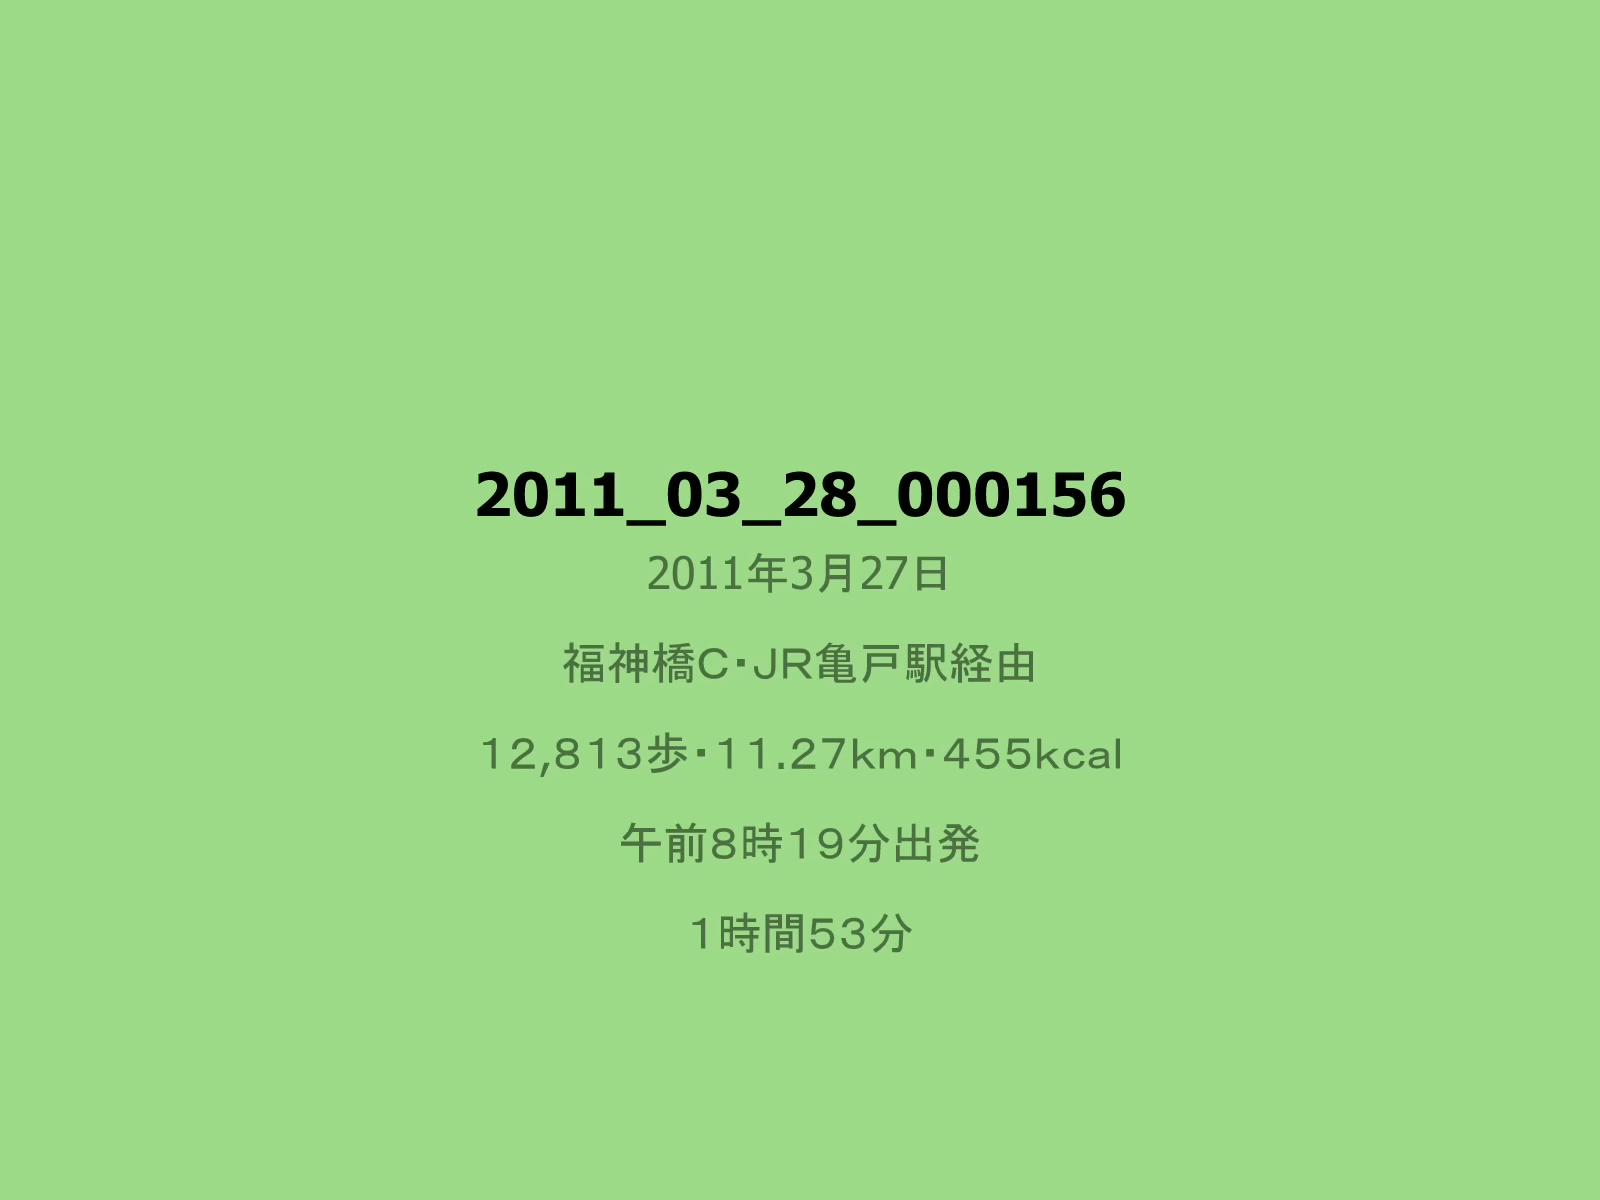 2011_03_28_000156
2011年3月27日
福神橋C・JR亀戸駅経由
12,813歩・11.27km・455kcal
午前8時19分出発
1時間53分